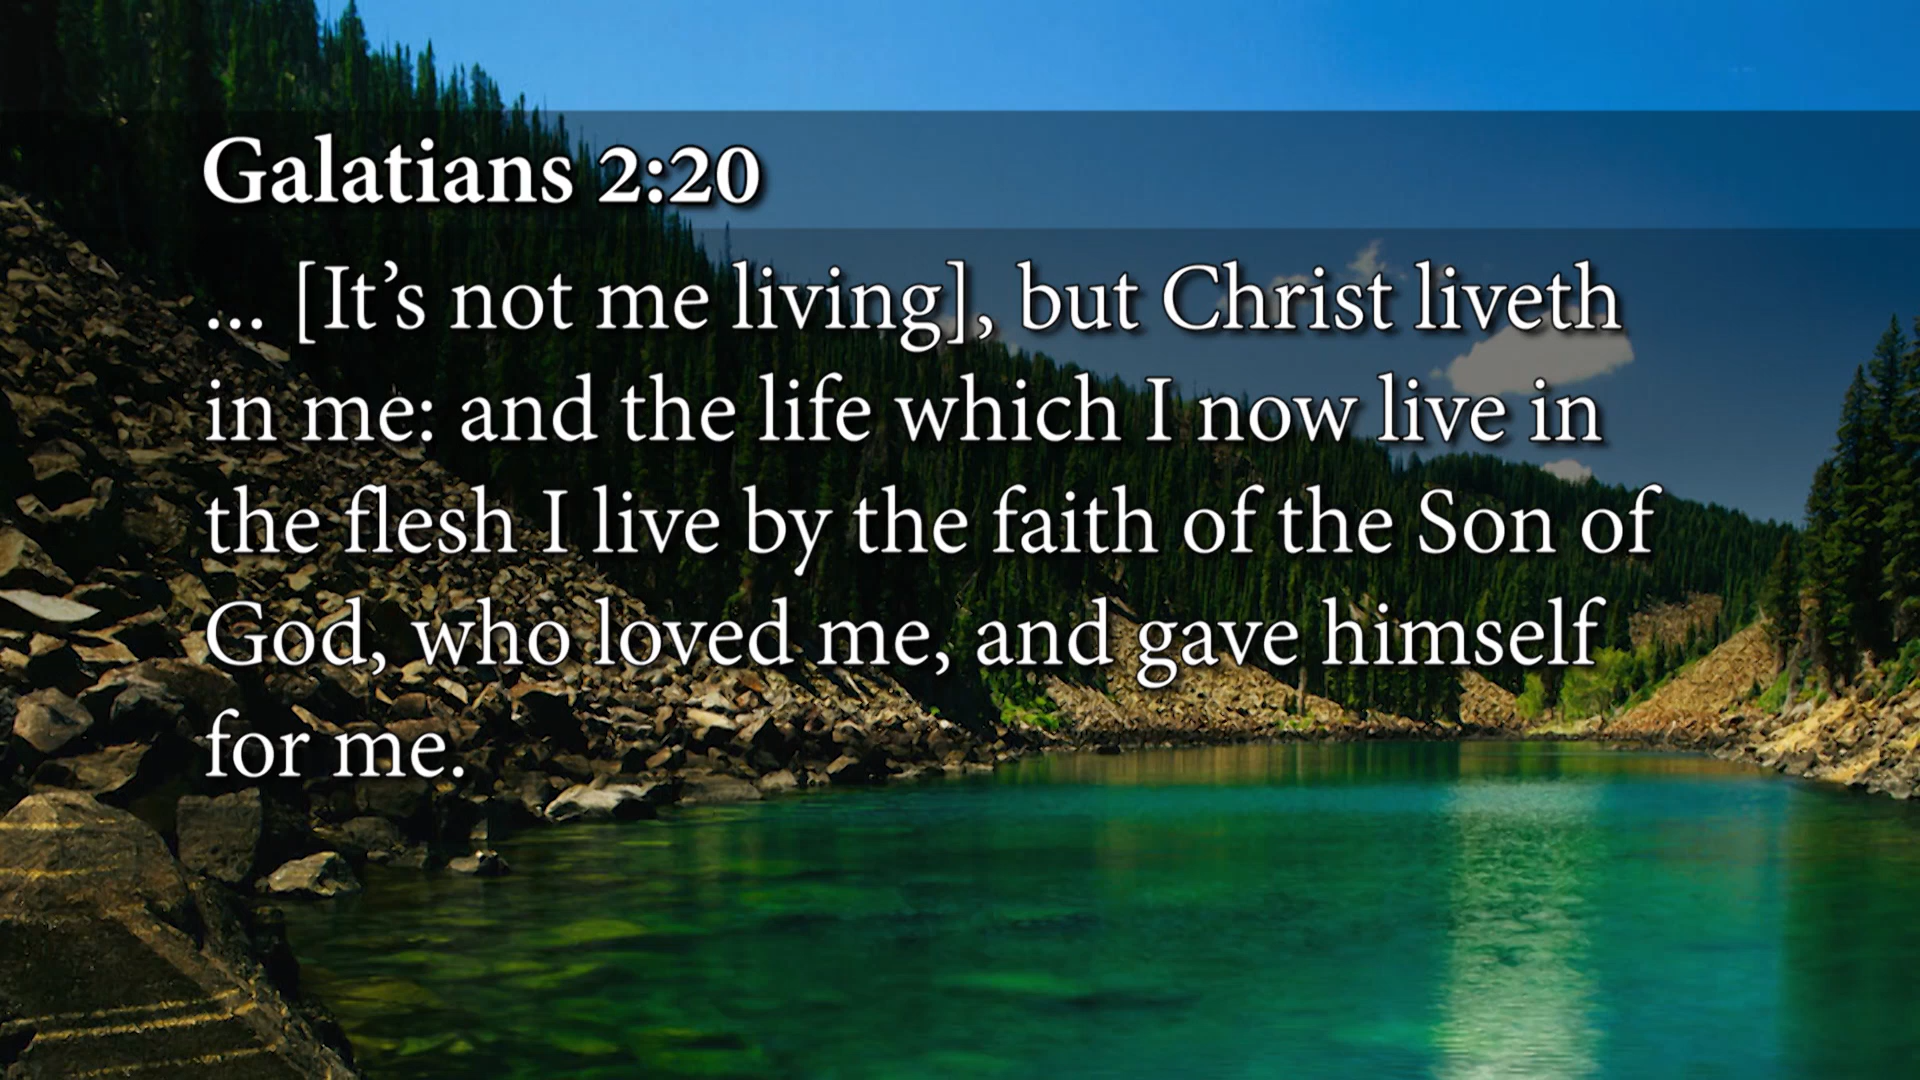 Galatians 2:20
... [It’s not me living], but Christ liveth
in me: and the life which I now live in
the flesh I live by the faith of the Son of
God, who loved me, and gave himself
for me.